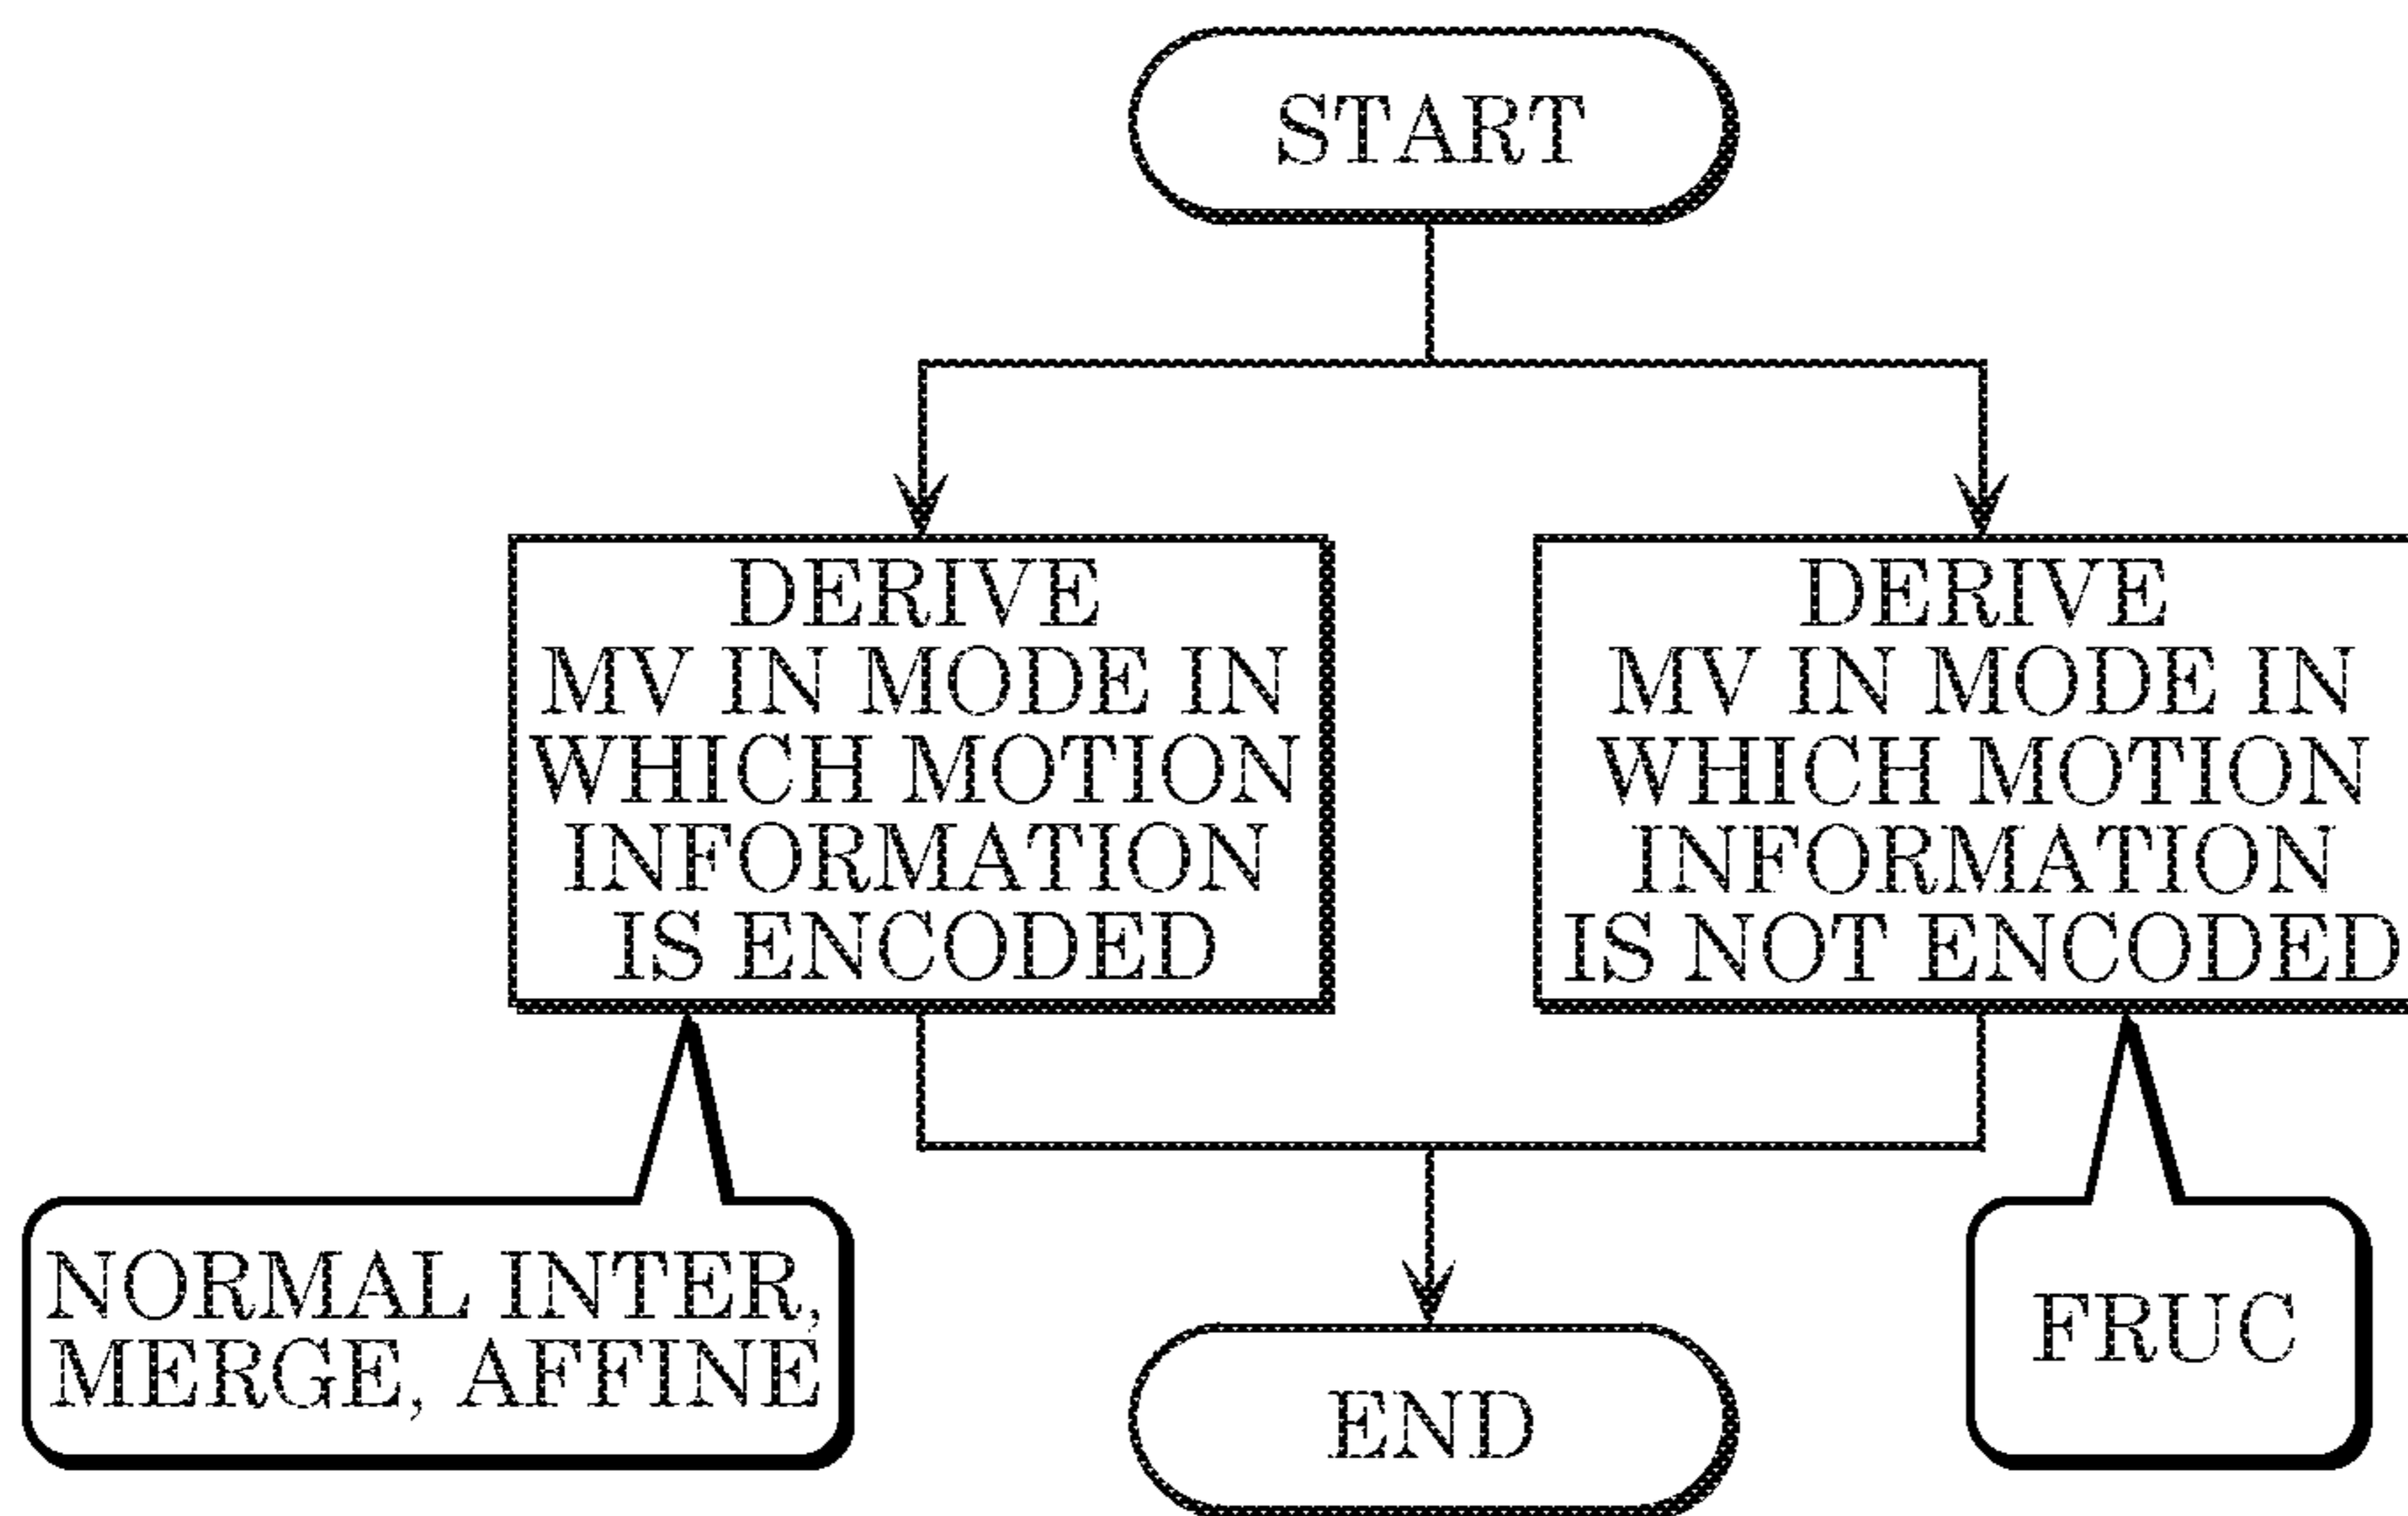 START
DERIVE
MV IN MODE IN
WHICH MOTION
INFORMATION
IS ENCODED
DERIVE
MV IN MODE IN
WHICH MOTION
INFORMATION
IS NOT ENCODED
NORMAL INTER,
MERGE, AFFINE
FRUC
END